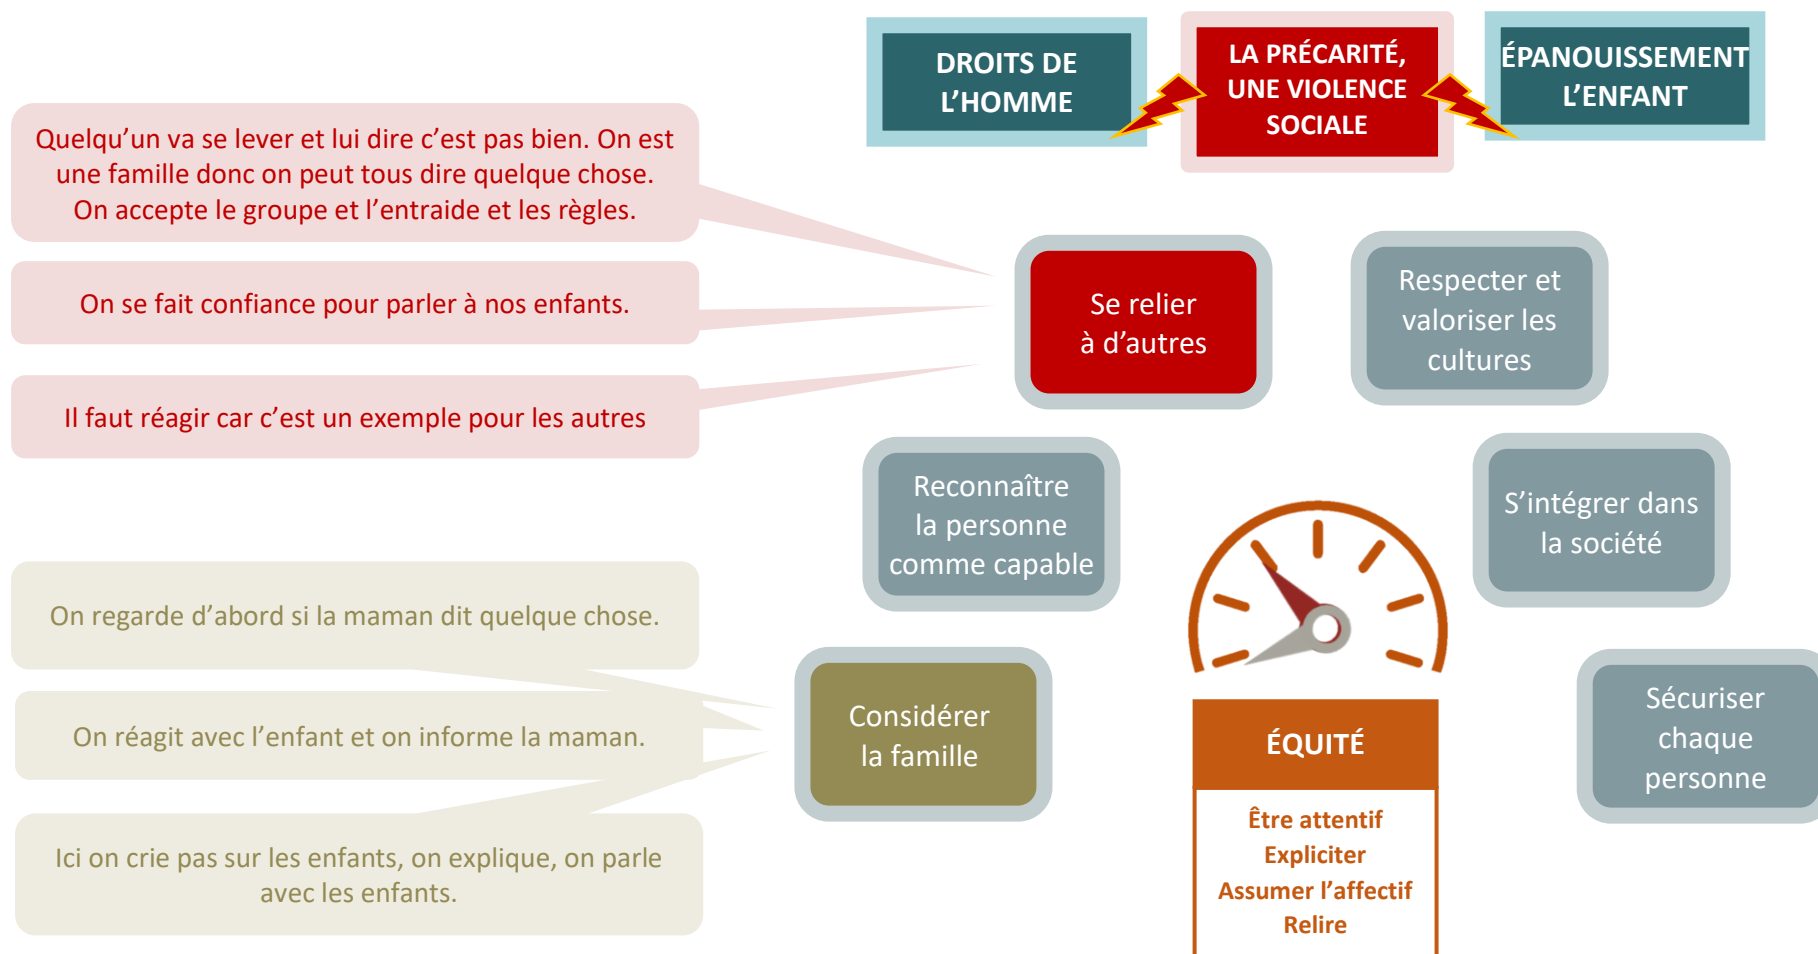 DROITS DE
L’HOMME
LA PRÉCARITÉ,
UNE VIOLENCE
SOCIALE
ÉPANOUISSEMENT
L’ENFANT
Quelqu’un va se lever et lui dire c’est pas bien. On est
une famille donc on peut tous dire quelque chose.
On accepte le groupe et l’entraide et les règles.
On se fait confiance pour parler à nos enfants.
Il faut réagir car c’est un exemple pour les autres
Se relier
à d’autres
Respecter et
valoriser les
cultures
Reconnaître
la personne
comme capable
S’intégrer dans
la société
On regarde d’abord si la maman dit quelque chose.
On réagit avec l’enfant et on informe la maman.
Ici on crie pas sur les enfants, on explique, on parle
avec les enfants.
Considérer
la famille
Sécuriser
chaque
personne
ÉQUITÉ
Être attentif
Expliciter
Assumer l’affectif
Relire